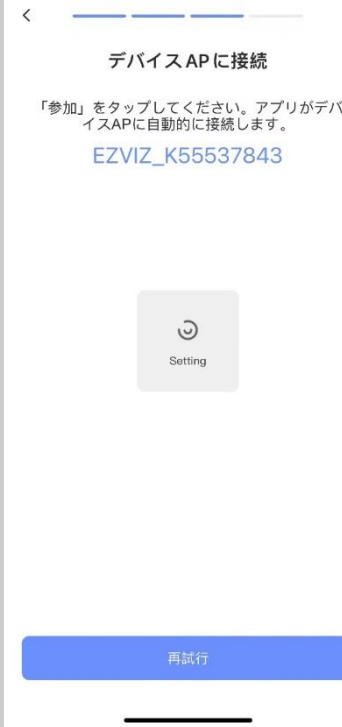 デバイスAPに接続
「参加」をタップしてください。アプリがデバ
イスAPに自動的に接続します。
EZVIZ_K55537843
Setting
再試行